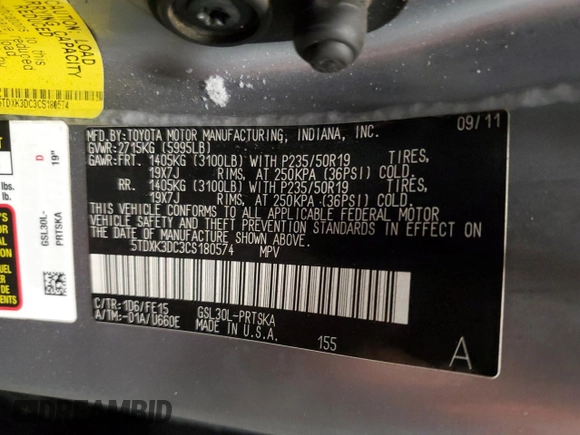 CAUTION LOAD
CAPACITY
REDUCED
5TDXK3DC3CS180574
D
19"
GSL30L-
PRTSKA
lbs.
MFD.BY:TOYOTA MOTOR MANUFACTURING, INDIANA, INC. 09/11
GVWR:2715KG (5995LB)
GAWR:FRT. 1405KG (3100LB) WITH P235/50R19 TIRES,
19X7J RIMS, AT 250KPA (36PSI) COLD.
RR. 1405KG (3100LB) WITH P235/50R19 TIRES,
19X7J RIMS, AT 250KPA (36PSI) COLD.
THIS VEHICLE CONFORMS TO ALL APPLICABLE FEDERAL MOTOR
VEHICLE SAFETY AND THEFT PREVENTION STANDARDS IN EFFECT ON
THE DATE OF MANUFACTURE SHOWN ABOVE.
5TDXK3DC3CS180574 MPV
C/TR:1D6/FE15 GSL30L-PRTSKA
A/TM:-01A/U660E MADE IN U.S.A.
155
A
DREAMBID